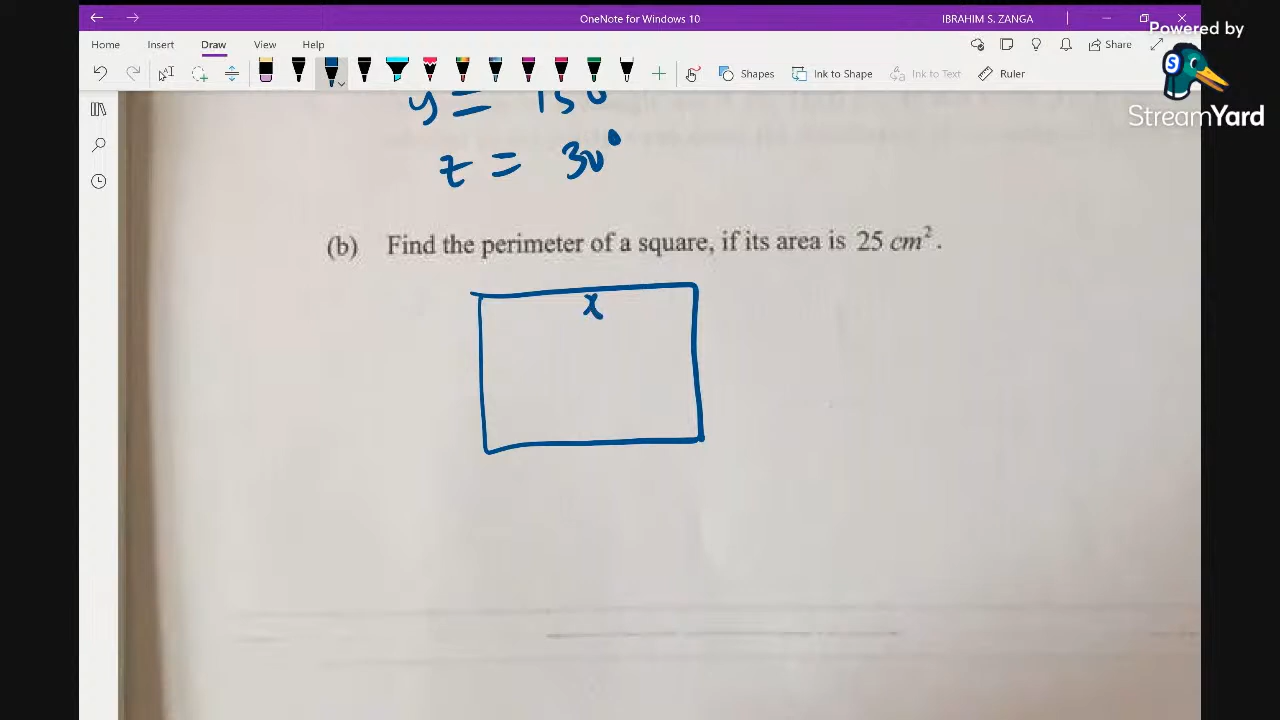 OneNote for Windows 10
IBRAHIM S. ZANGA
Powered by
StreamYard
Home Insert Draw View Help
Share
Shapes Ink to Shape Ink to Text Ruler
y = 150
z = 30°
(b) Find the perimeter of a square, if its area is 25 cm².
x